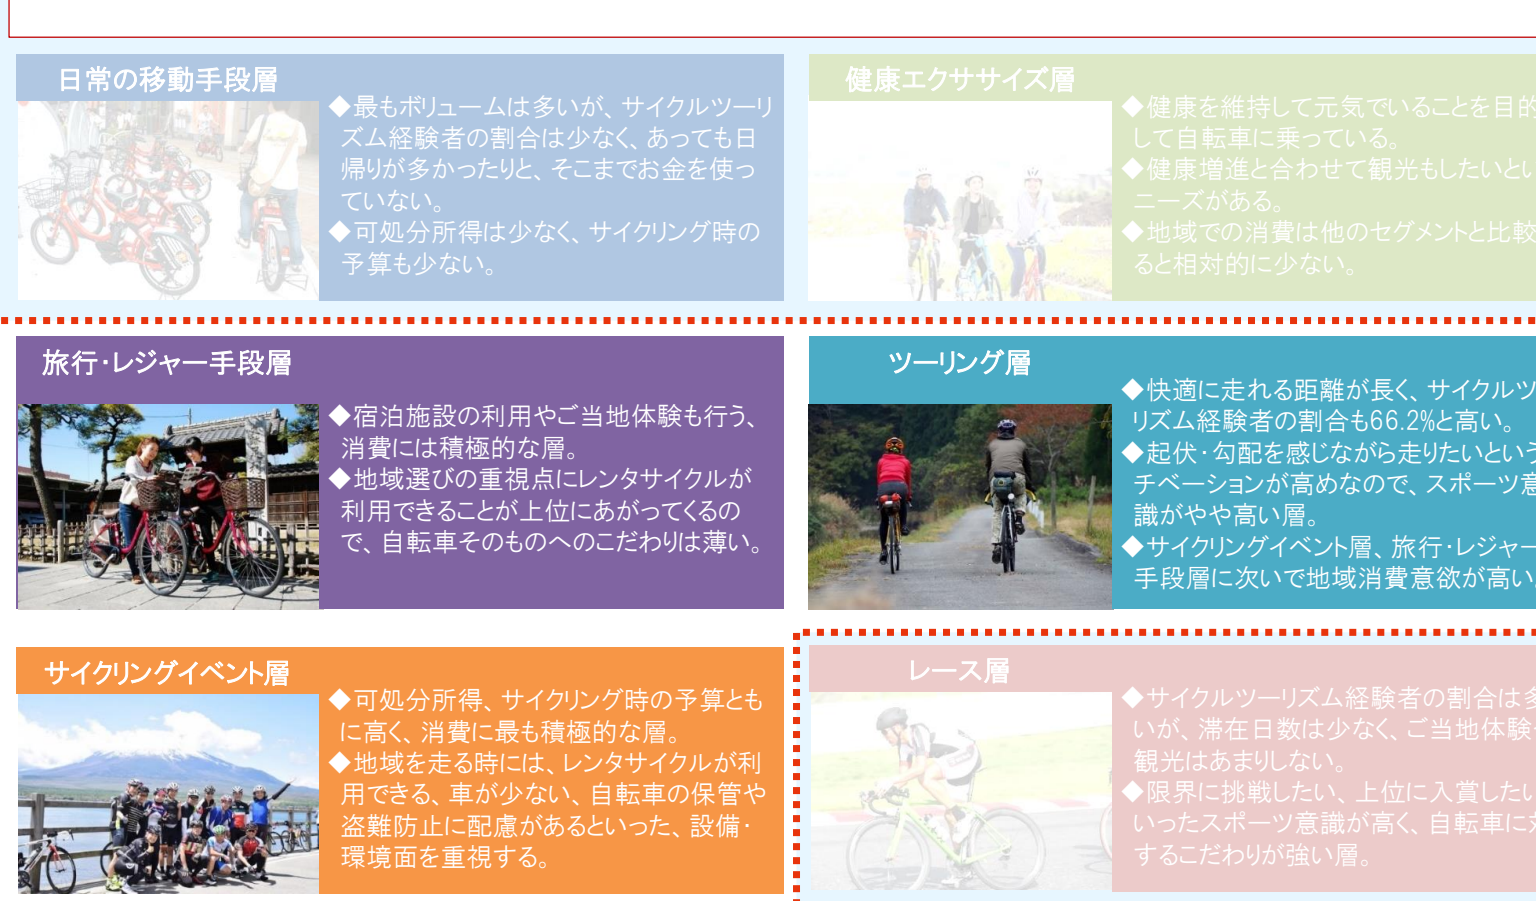 日常の移動手段層
◆最もボリュームは多いが、サイクルツーリ
ズム経験者の割合は少なく、あっても日
帰りが多かったりと、そこまでお金を使っ
ていない。
◆可処分所得は少なく、サイクリング時の
予算も少ない。
健康エクササイズ層
◆健康を維持して元気でいることを目的
して自転車に乗っている。
◆健康増進と合わせて観光もしたいとい
ニーズがある。
◆地域での消費は他のセグメントと比較
ると相対的に少ない。
旅行・レジャー手段層
◆宿泊施設の利用やご当地体験も行う、
消費には積極的な層。
◆地域選びの重視点にレンタサイクルが
利用できることが上位にあがってくるの
で、自転車そのものへのこだわりは薄い。
ツーリング層
◆快適に走れる距離が長く、サイクルツ
リズム経験者の割合も66.2%と高い。
◆起伏・勾配を感じながら走りたいという
チベーションが高めなので、スポーツ意
識がやや高い層。
◆サイクリングイベント層、旅行・レジャー
手段層に次いで地域消費意欲が高い
サイクリングイベント層
◆可処分所得、サイクリング時の予算とも
に高く、消費に最も積極的な層。
◆地域を走る時には、レンタサイクルが利
用できる、車が少ない、自転車の保管や
盗難防止に配慮があるといった、設備・
環境面を重視する。
レース層
◆サイクルツーリズム経験者の割合は多
いが、滞在日数は少なく、ご当地体験
観光はあまりしない。
◆限界に挑戦したい、上位に入賞したい
いったスポーツ意識が高く、自転車に
するこだわりが強い層。